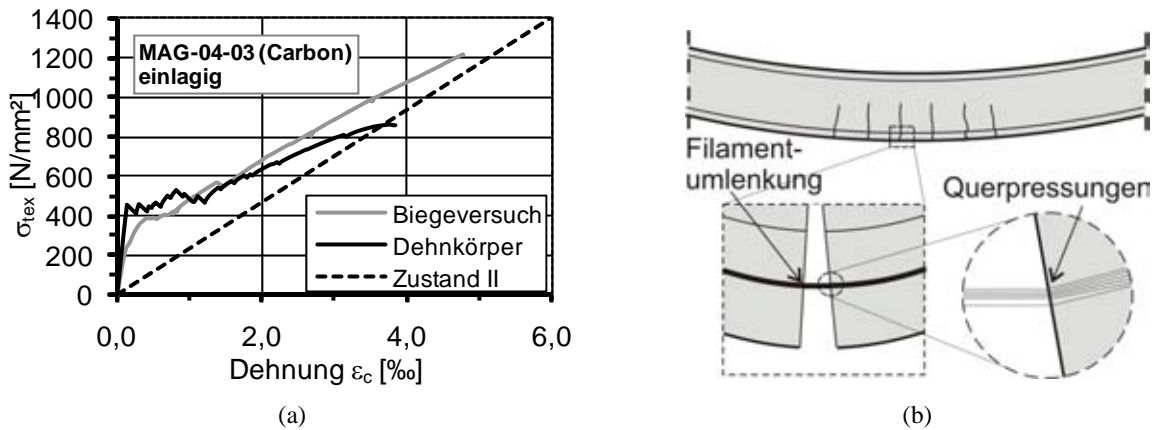 1400
1200
1000
800
600
400
200
0
σtex [N/mm²]
MAG-04-03 (Carbon)
einlagig
Biegeversuch
Dehnkörper
Zustand II
0,0 2,0 4,0 6,0
Dehnung εc [‰]
(a)
Filament-
umlenkung
Querpressungen
(b)